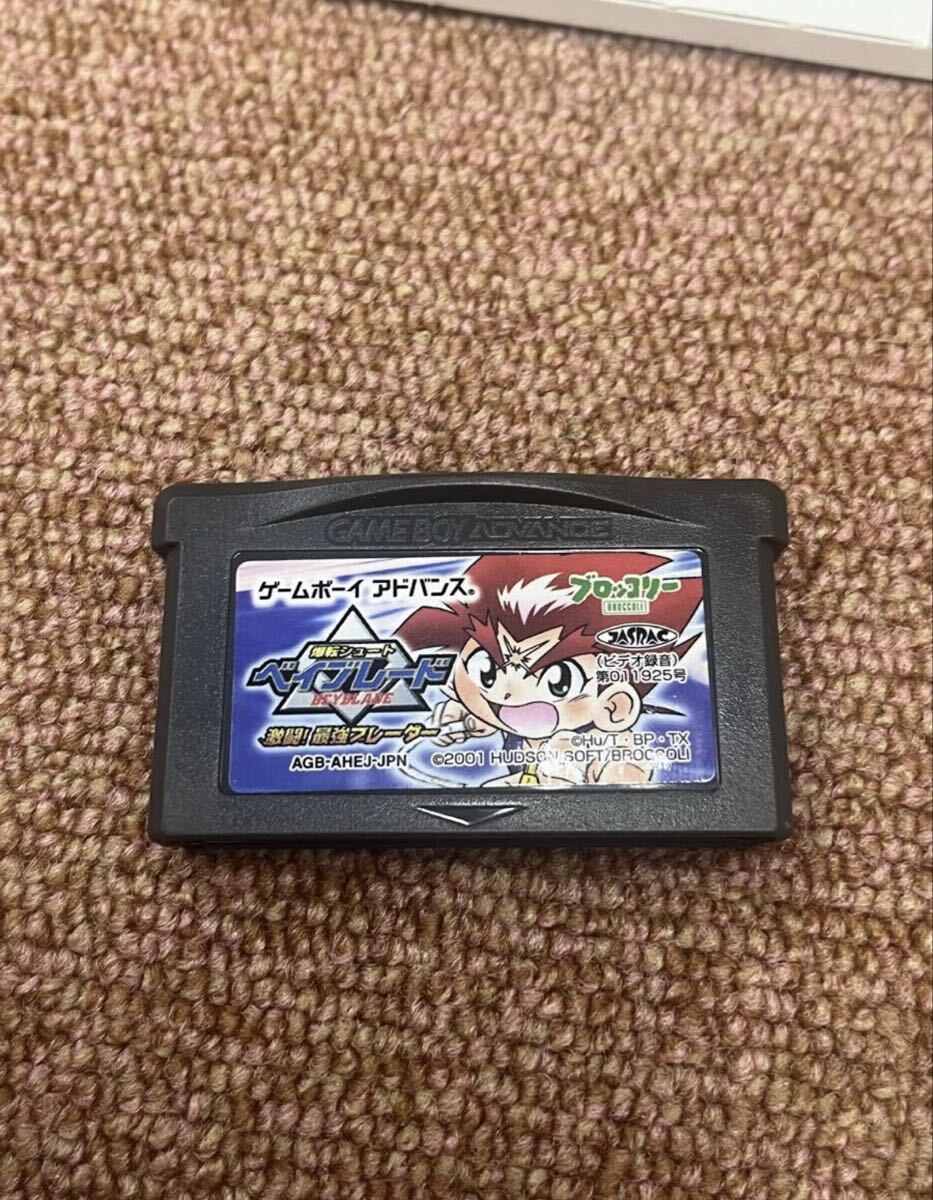 GAME BOY ADVANCE
ゲームボーイ アドバンス®
ブロッコリー
BROCCOLI
爆転シュート
ベイブレード
BEYBLADE
激闘!最強ブレーダー
JASRAC
(ビデオ録音)
第011925号
©Hu/T・BP・TX
AGB-AHEJ-JPN ©2001 HUDSON SOFT/BROCCOLI